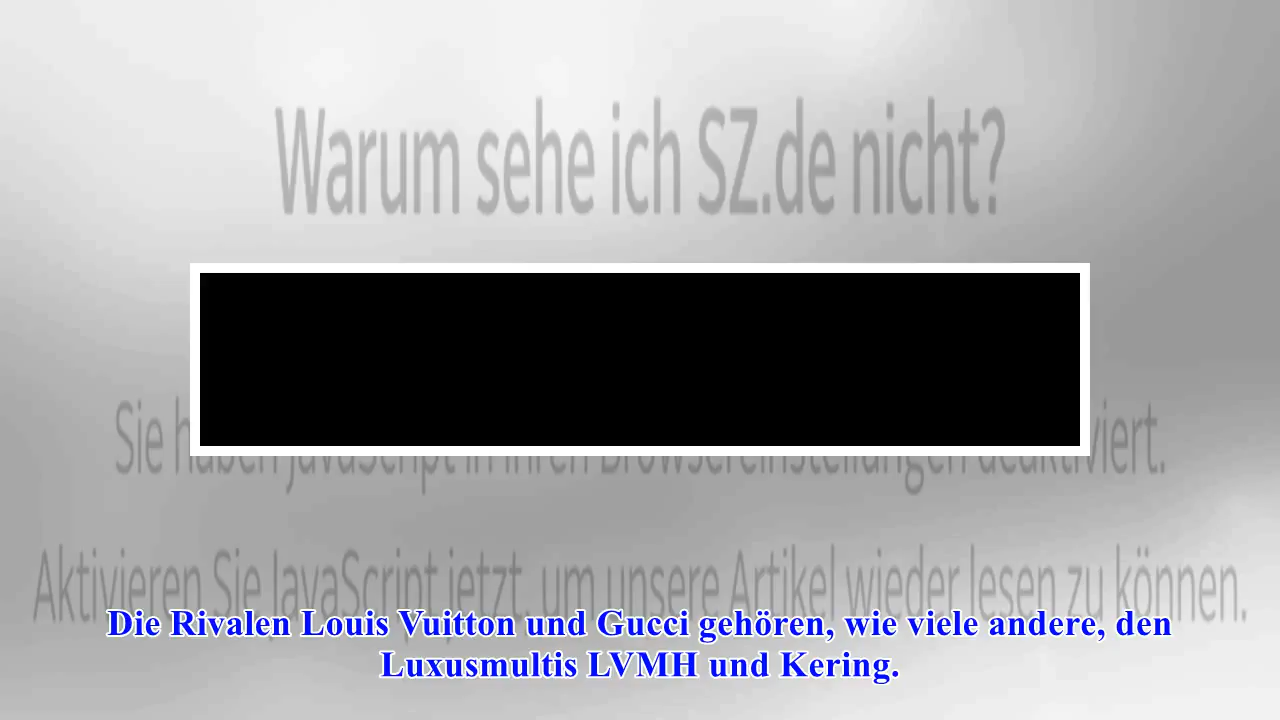 Warum sehe ich SZ.de nicht?
Sie haben JavaScript in Ihren Browsereinstellungen deaktiviert.
Aktivieren Sie JavaScript jetzt, um unsere Artikel wieder lesen zu können.
Die Rivalen Louis Vuitton und Gucci gehören, wie viele andere, den
Luxusmultis LVMH und Kering.